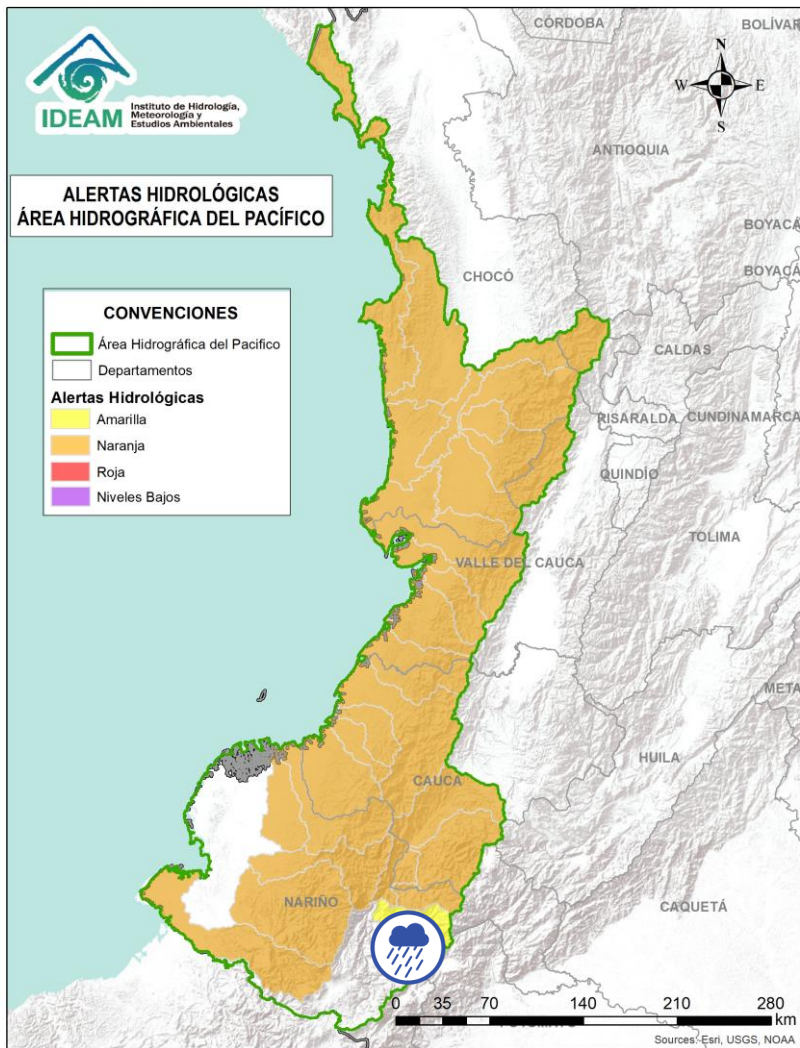 IDEAM
Instituto de Hidrología,
Meteorología y
Estudios Ambientales
ALERTAS HIDROLÓGICAS
ÁREA HIDROGRÁFICA DEL PACÍFICO
CONVENCIONES
Área Hidrográfica del Pacifico
Departamentos
Alertas Hidrológicas
Amarilla
Naranja
Roja
Niveles Bajos
N
W
E
S
CÓRDOBA
BOLÍVAR
ANTIOQUIA
BOYACÁ
BOYACÁ
CHOCÓ
CALDAS
RISARALDA
CUNDINAMARCA
QUINDÍO
TOLIMA
VALLE DEL CAUCA
META
HUILA
CAUCA
NARIÑO
CAQUETÁ
0 35 70 140 210 280
km
Sources: Esri, USGS, NOAA